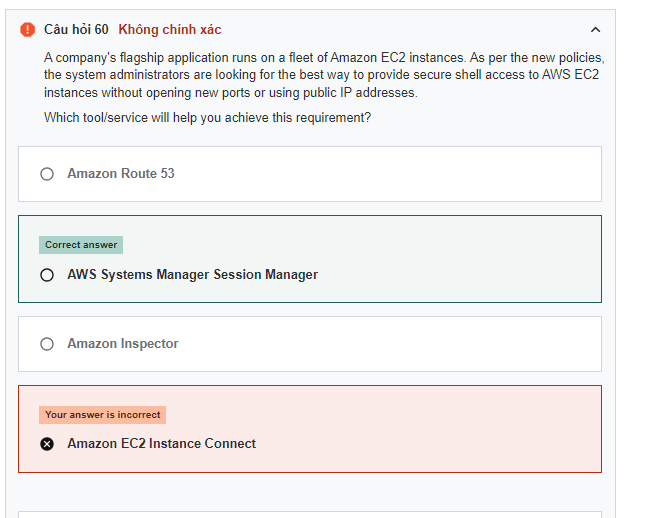 Câu hỏi 60 Không chính xác
A company's flagship application runs on a fleet of Amazon EC2 instances. As per the new policies,
the system administrators are looking for the best way to provide secure shell access to AWS EC2
instances without opening new ports or using public IP addresses.
Which tool/service will help you achieve this requirement?
Amazon Route 53
Correct answer
AWS Systems Manager Session Manager
Amazon Inspector
Your answer is incorrect
Amazon EC2 Instance Connect